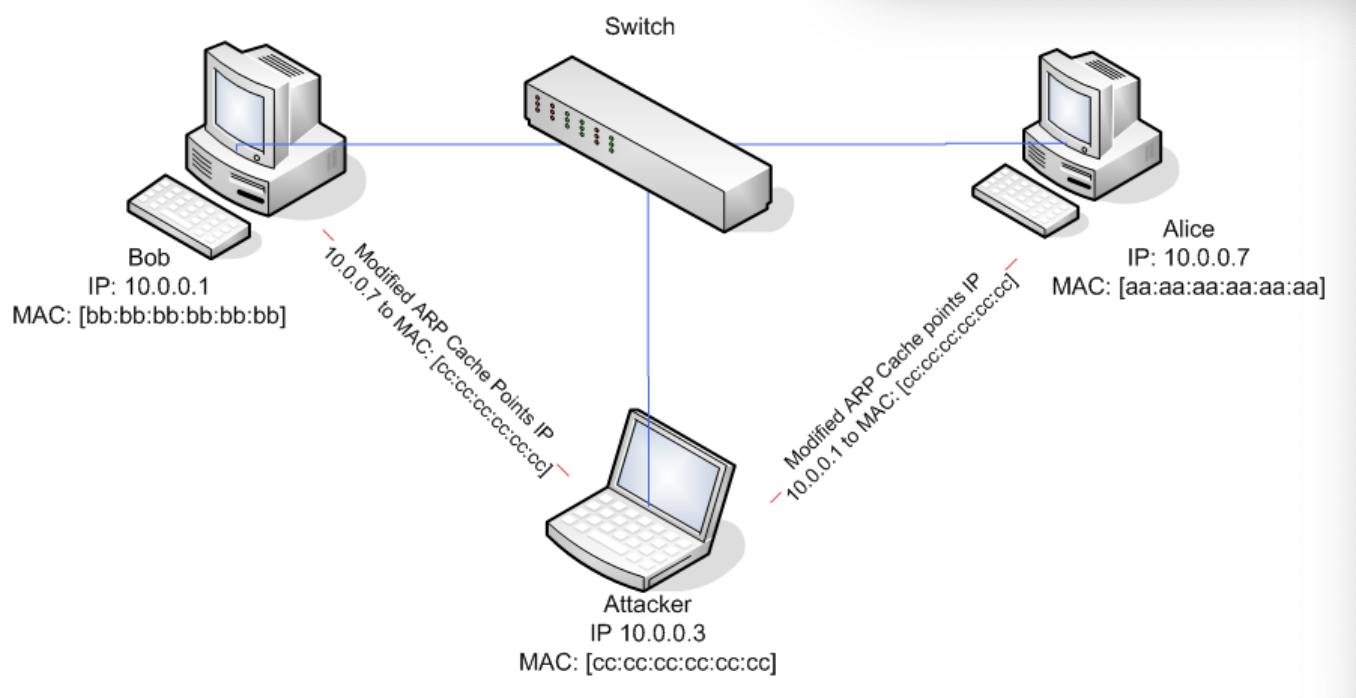 Switch
Bob
IP: 10.0.0.1
MAC: [bb:bb:bb:bb:bb:bb]
Alice
IP: 10.0.0.7
MAC: [aa:aa:aa:aa:aa:aa]
Modified ARP Cache Points IP
10.0.0.7 to MAC: [cc:cc:cc:cc:cc:cc]
Modified ARP Cache points IP
10.0.0.1 to MAC: [cc:cc:cc:cc:cc:cc]
Attacker
IP 10.0.0.3
MAC: [cc:cc:cc:cc:cc:cc]